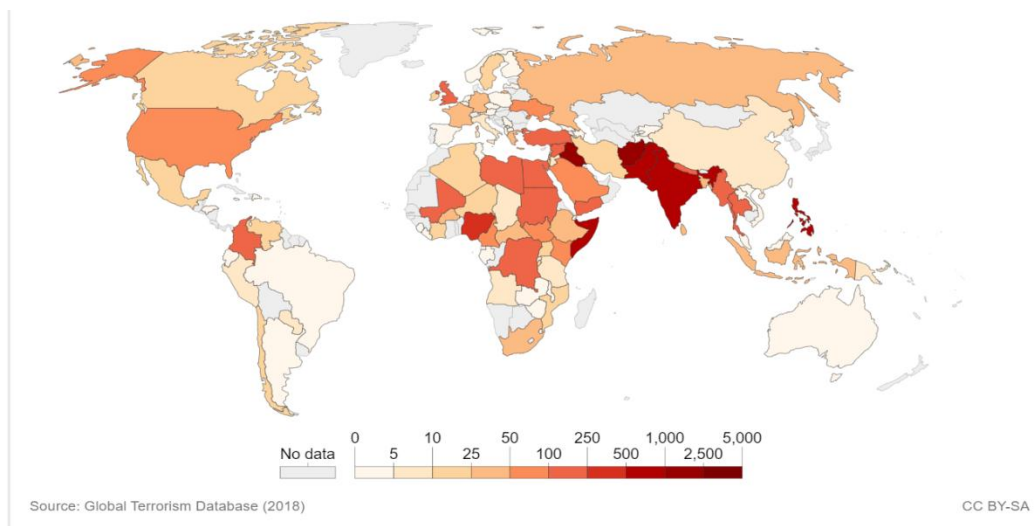 0 10 50 250 1,000 5,000
No data 5 25 100 500 2,500
Source: Global Terrorism Database (2018) CC BY-SA